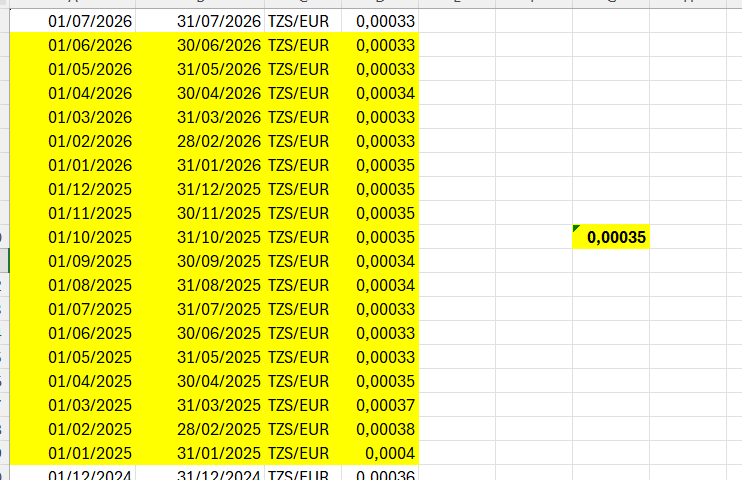 01/07/2026 31/07/2026 TZS/EUR 0,00033
01/06/2026 30/06/2026 TZS/EUR 0,00033
01/05/2026 31/05/2026 TZS/EUR 0,00033
01/04/2026 30/04/2026 TZS/EUR 0,00034
01/03/2026 31/03/2026 TZS/EUR 0,00033
01/02/2026 28/02/2026 TZS/EUR 0,00033
01/01/2026 31/01/2026 TZS/EUR 0,00035
01/12/2025 31/12/2025 TZS/EUR 0,00035
01/11/2025 30/11/2025 TZS/EUR 0,00035
01/10/2025 31/10/2025 TZS/EUR 0,00035 0,00035
01/09/2025 30/09/2025 TZS/EUR 0,00034
01/08/2025 31/08/2025 TZS/EUR 0,00034
01/07/2025 31/07/2025 TZS/EUR 0,00033
01/06/2025 30/06/2025 TZS/EUR 0,00033
01/05/2025 31/05/2025 TZS/EUR 0,00033
01/04/2025 30/04/2025 TZS/EUR 0,00035
01/03/2025 31/03/2025 TZS/EUR 0,00037
01/02/2025 28/02/2025 TZS/EUR 0,00038
01/01/2025 31/01/2025 TZS/EUR 0,0004
01/12/2024 31/12/2024 TZS/EUR 0,00036